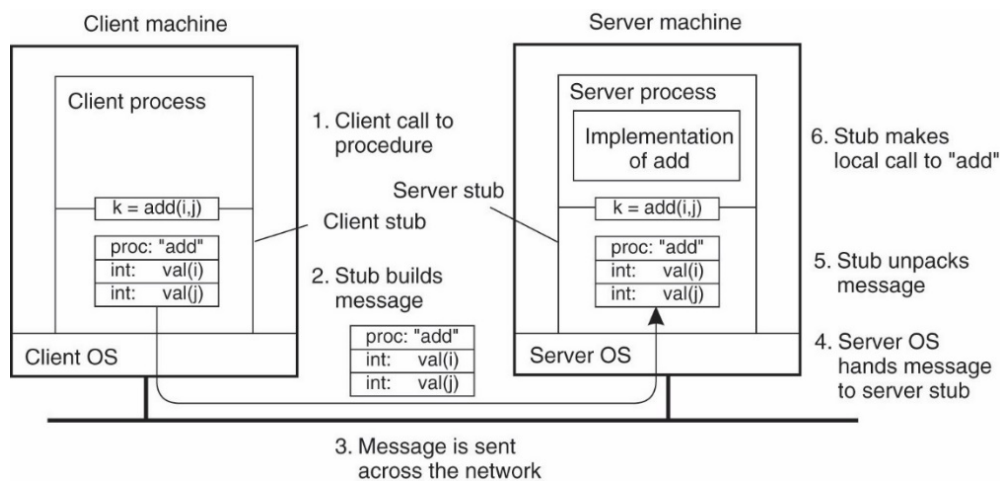 Client machine
Server machine
Client process
1. Client call to
procedure
k = add(i,j)
Client stub
proc: "add"
int: val(i)
int: val(j)
2. Stub builds
message
proc: "add"
int: val(i)
int: val(j)
Client OS
3. Message is sent
across the network
Server process
Implementation
of add
Server stub
k = add(i,j)
proc: "add"
int: val(i)
int: val(j)
Server OS
6. Stub makes
local call to "add"
5. Stub unpacks
message
4. Server OS
hands message
to server stub